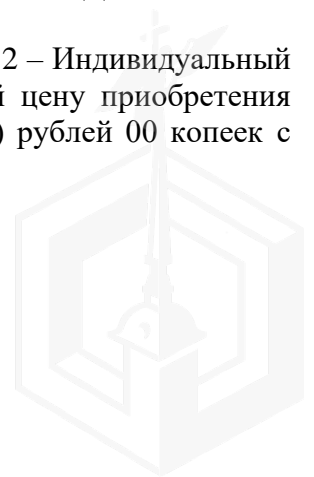 2 – Индивидуальный
й цену приобретения
) рублей 00 копеек с